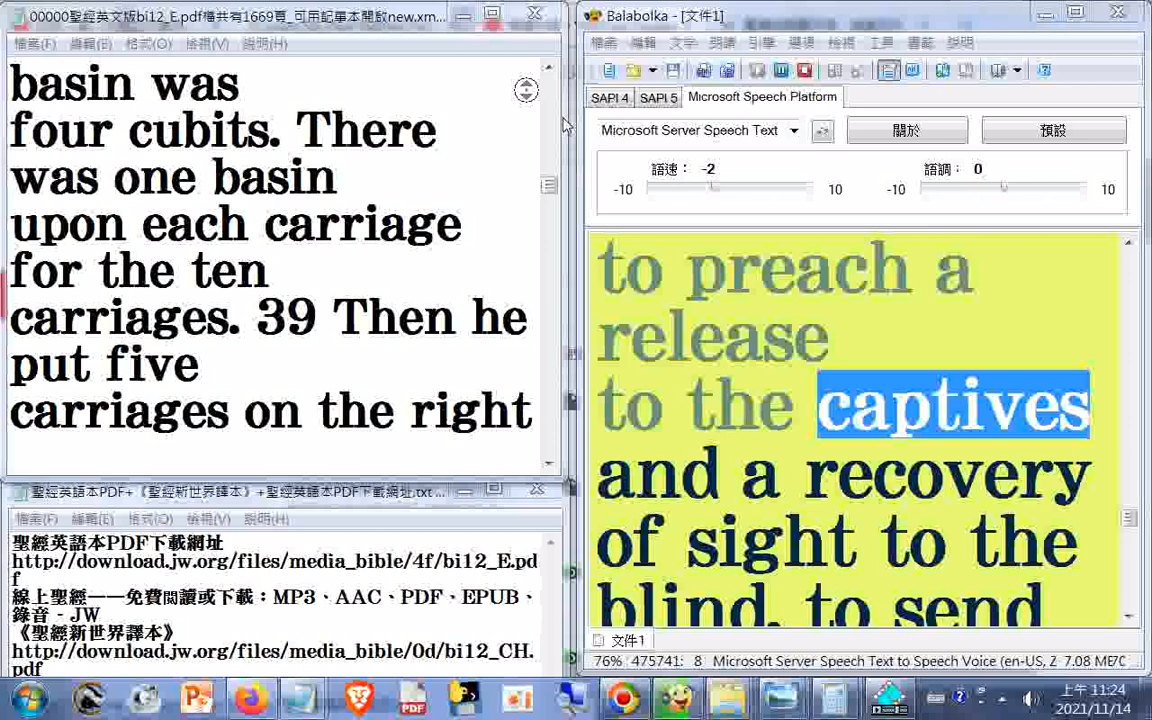 00000聖經英文版bi12_E.pdf檔共有1669頁_可用記事本開啟new.xm...
檔案(F) 編輯(E) 格式(O) 檢視(V) 說明(H)
basin was
four cubits. There
was one basin
upon each carriage
for the ten
carriages. 39 Then he
put five
carriages on the right
聖經英語本PDF+《聖經新世界譯本》+聖經英語本PDF下載網址.txt ...
檔案(F) 編輯(E) 格式(O) 檢視(V) 說明(H)
聖經英語本PDF下載網址
http://download.jw.org/files/media_bible/4f/bi12_E.pd
f
線上聖經──免費閱讀或下載：MP3、AAC、PDF、EPUB、
錄音 - JW
《聖經新世界譯本》
http://download.jw.org/files/media_bible/0d/bi12_CH.
pdf
Balabolka - [文件1]
檔案 編輯 文字 朗讀 引擎 選項 檢視 工具 書籤 說明
SAPI 4 SAPI 5 Microsoft Speech Platform
Microsoft Server Speech Text 關於 預設
語速： -2 語調： 0
-10 10 -10 10
to preach a
release
to the captives
and a recovery
of sight to the
blind, to send
文件1
76% 475741: 8 Microsoft Server Speech Text to Speech Voice (en-US, Z
PDF
上午 11:24
2021/11/14